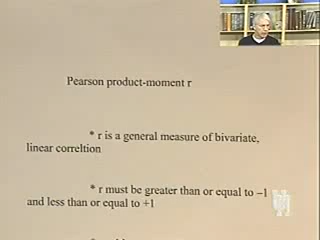 Pearson product-moment r
* r is a general measure of bivariate,
linear correltion
* r must be greater than or equal to –1
and less than or equal to +1